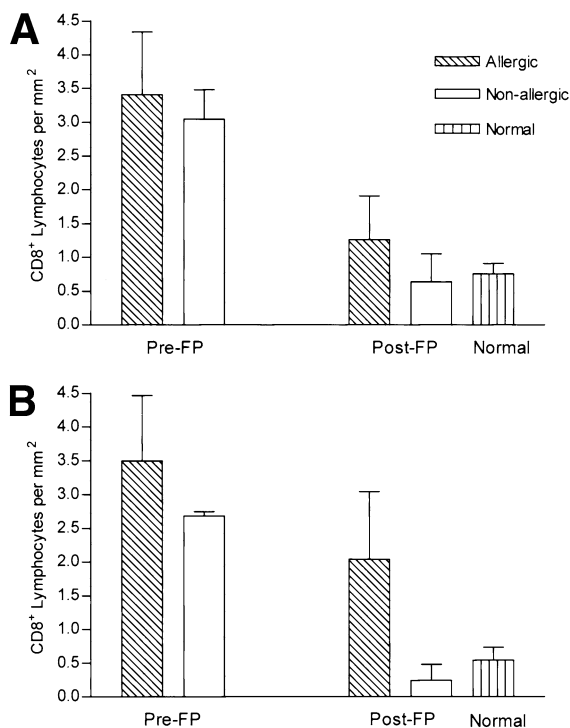 A
CD8+ Lymphocytes per mm2
4.5
4.0
3.5
3.0
2.5
2.0
1.5
1.0
0.5
0.0
Allergic
Non-allergic
Normal
Pre-FP Post-FP Normal
B
CD8+ Lymphocytes per mm2
4.5
4.0
3.5
3.0
2.5
2.0
1.5
1.0
0.5
0.0
Pre-FP Post-FP Normal